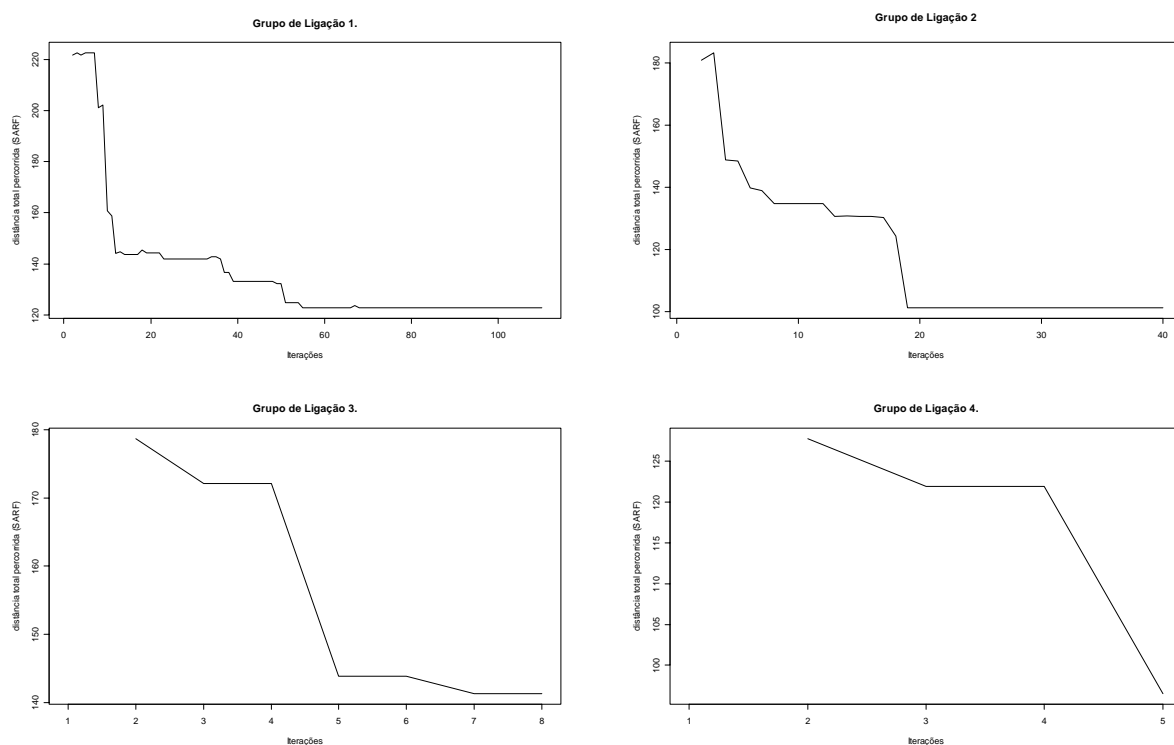 Grupo de Ligação 1.
distância total percorrida (SARF)
220
200
180
160
140
120
0 20 40 60 80 100
Iterações
Grupo de Ligação 2
distância total percorrida (SARF)
180
160
140
120
100
0 10 20 30 40
Iterações
Grupo de Ligação 3.
distância total percorrida (SARF)
180
170
160
150
140
1 2 3 4 5 6 7 8
Iterações
Grupo de Ligação 4.
distância total percorrida (SARF)
125
120
115
110
105
100
1 2 3 4 5
Iterações